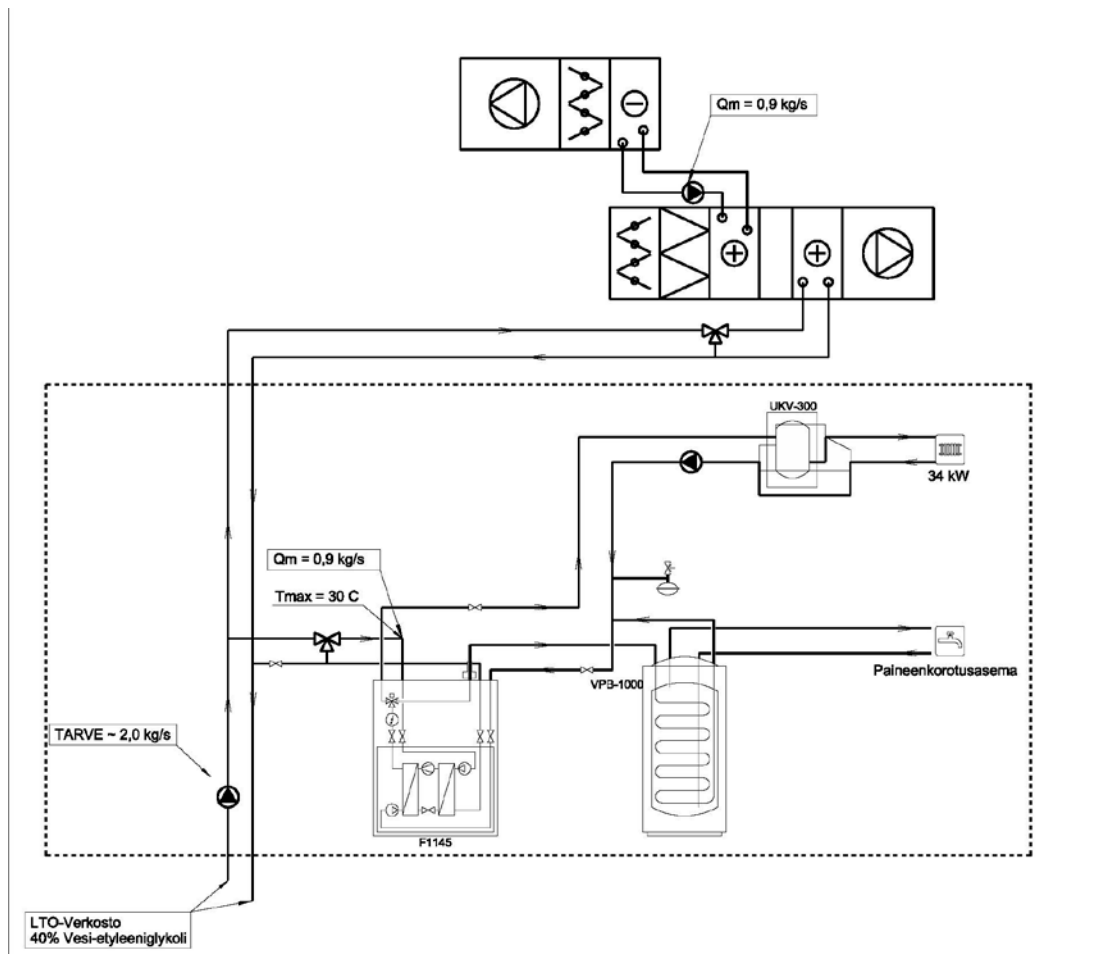 Qm = 0,9 kg/s
UKV-300
34 kW
Qm = 0,9 kg/s
Tmax = 30 C
VPB-1000
Paineenkorotusasema
TARVE ~ 2,0 kg/s
F1145
LTO-Verkosto
40% Vesi-etyleeniglykoli